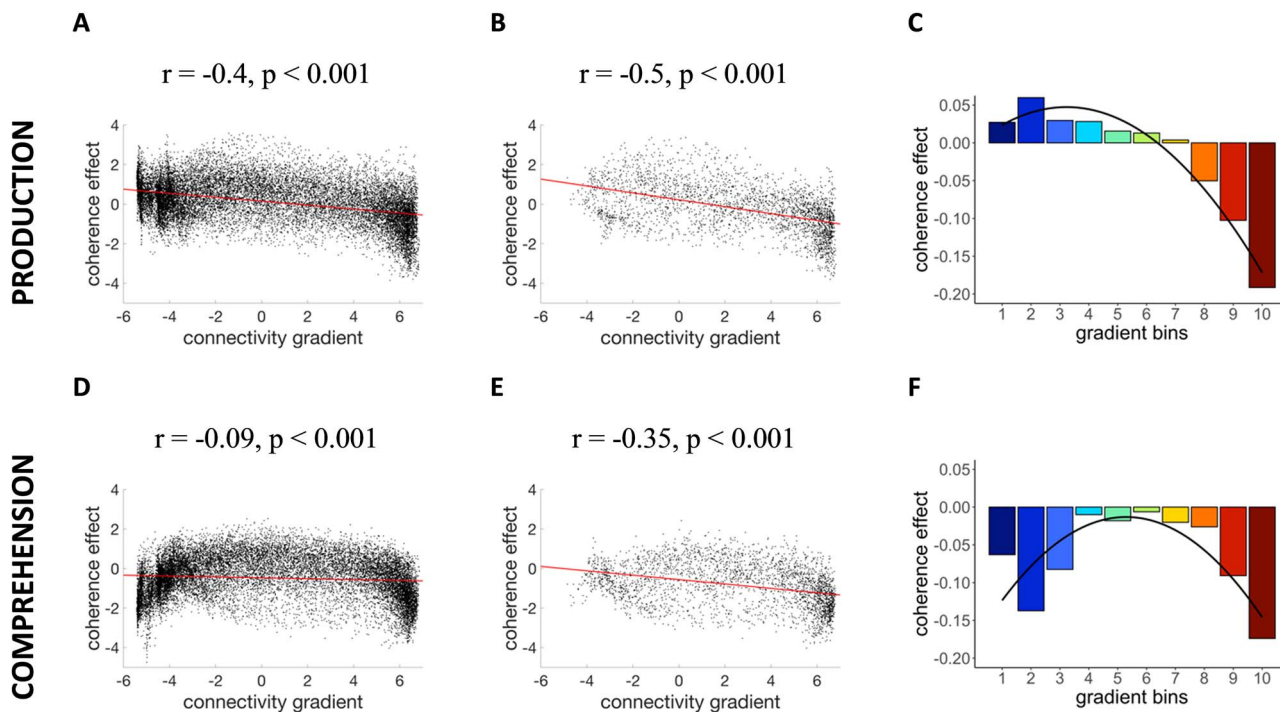 A
B
C
r = -0.4, p < 0.001
r = -0.5, p < 0.001
PRODUCTION
coherence effect
4
2
0
-2
-4
-6 -4 -2 0 2 4 6
connectivity gradient
coherence effect
4
2
0
-2
-4
-6 -4 -2 0 2 4 6
connectivity gradient
coherence effect
0.05
0.00
-0.05
-0.10
-0.15
-0.20
1 2 3 4 5 6 7 8 9 10
gradient bins
D
E
F
r = -0.09, p < 0.001
r = -0.35, p < 0.001
COMPREHENSION
coherence effect
4
2
0
-2
-4
-6 -4 -2 0 2 4 6
connectivity gradient
coherence effect
4
2
0
-2
-4
-6 -4 -2 0 2 4 6
connectivity gradient
coherence effect
0.05
0.00
-0.05
-0.10
-0.15
-0.20
1 2 3 4 5 6 7 8 9 10
gradient bins